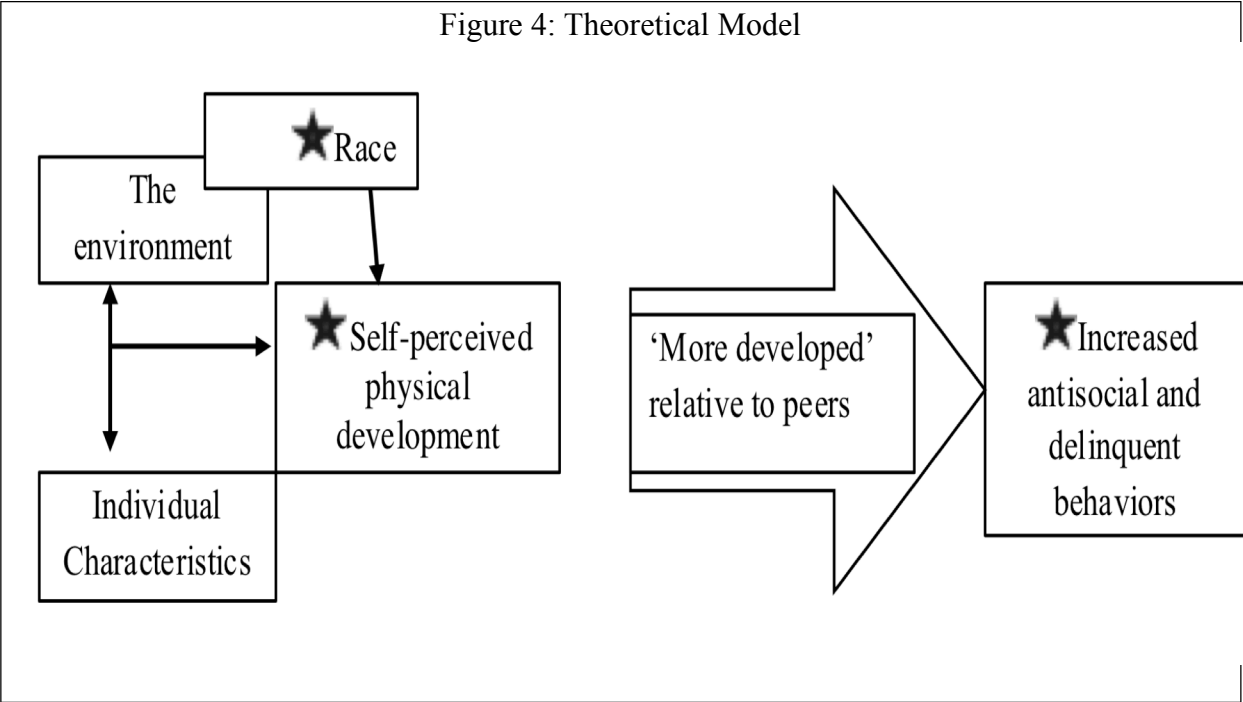 Figure 4: Theoretical Model
Race
The
environment
Self-perceived
physical
development
Individual
Characteristics
‘More developed’
relative to peers
Increased
antisocial and
delinquent
behaviors